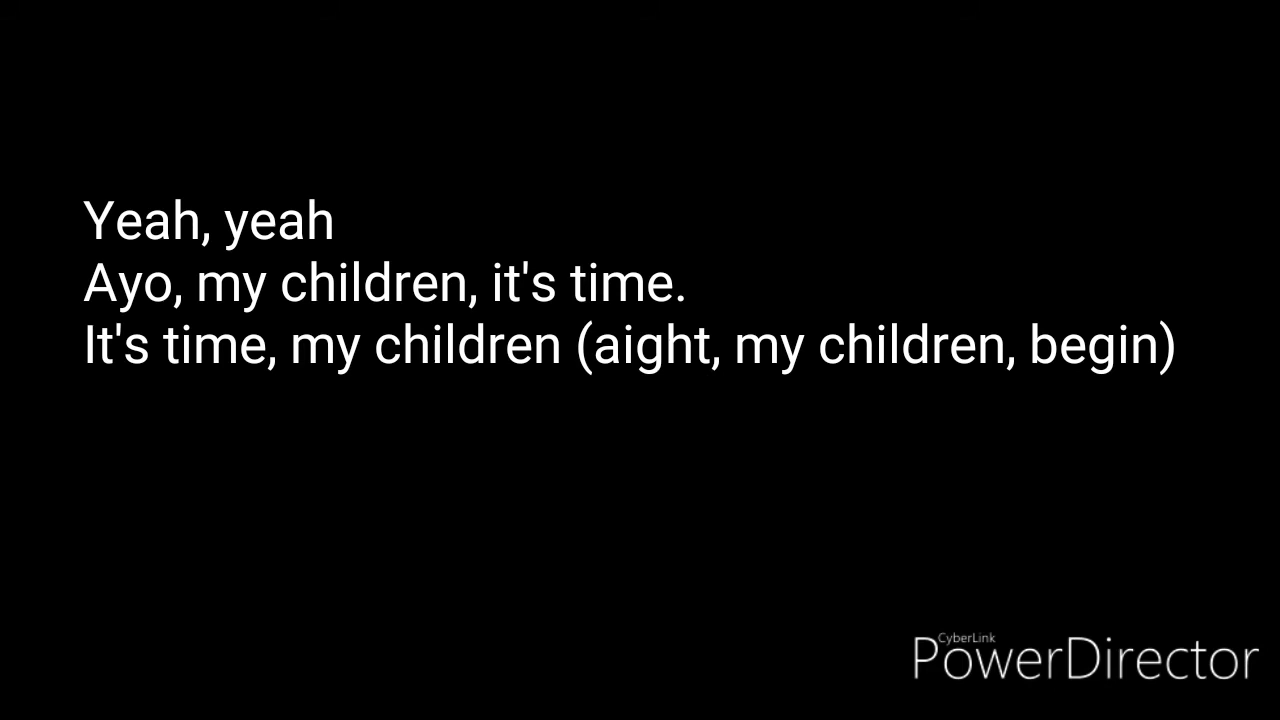 Yeah, yeah
Ayo, my children, it's time.
It's time, my children (aight, my children, begin)
CyberLink
PowerDirector